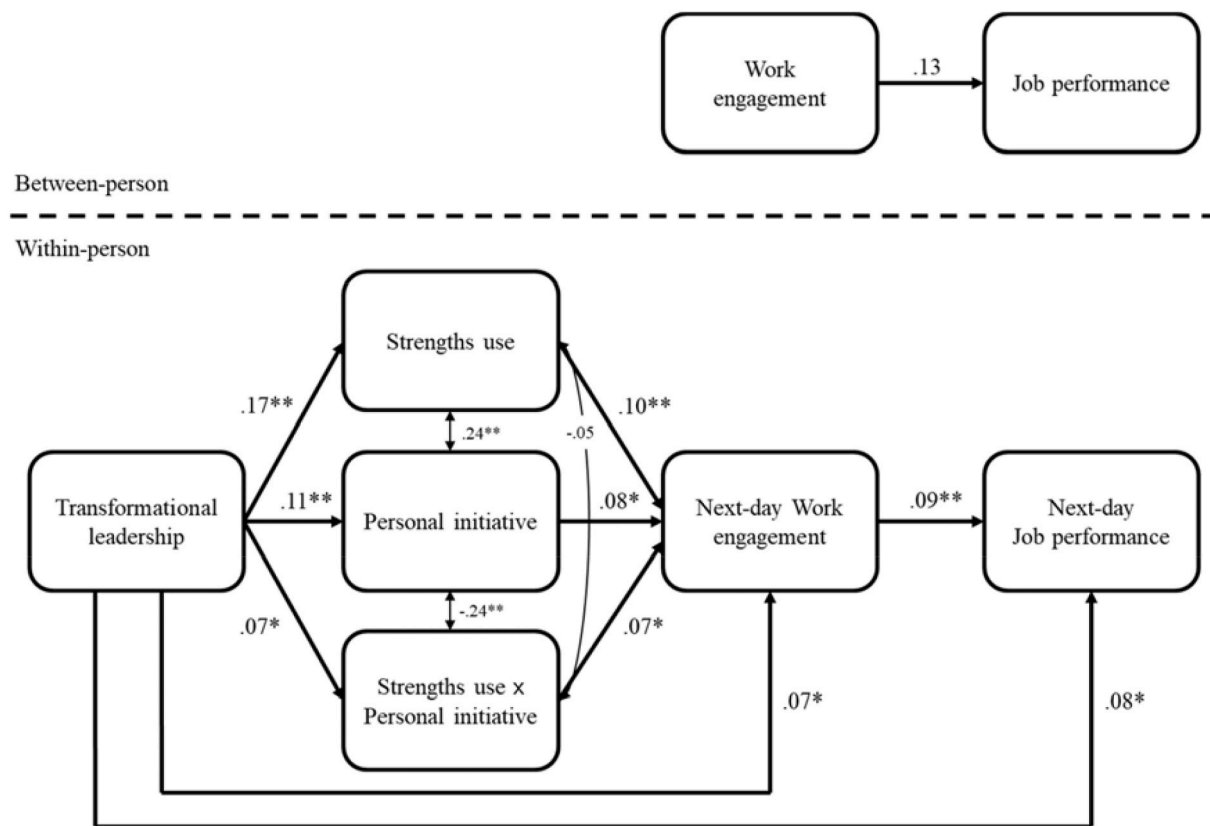 Work
engagement
.13
Job performance
Between-person
Within-person
Strengths use
.17**
.24**
.10**
-.05
Transformational
leadership
.11**
Personal initiative
.08*
Next-day Work
engagement
.09**
Next-day
Job performance
-.24**
.07*
.07*
Strengths use x
Personal initiative
.07*
.08*